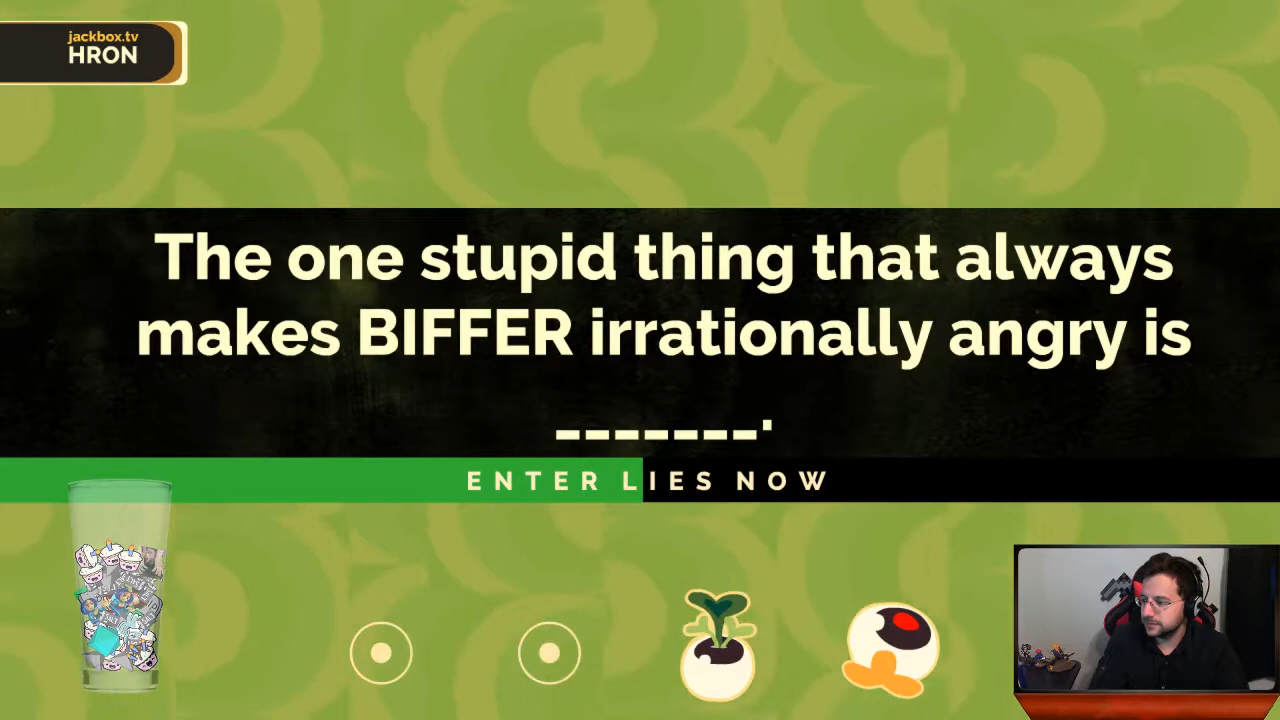 jackbox.tv
HRON
The one stupid thing that always
makes BIFFER irrationally angry is
_______.
ENTER LIES NOW